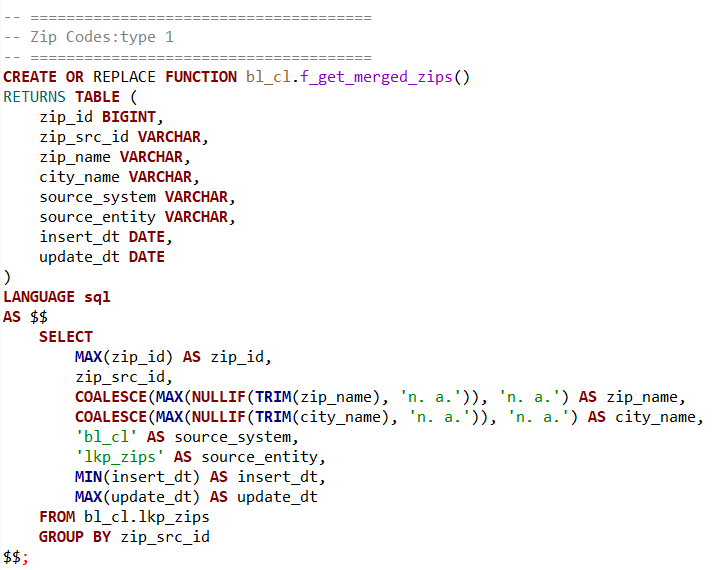 -- ======================================
-- Zip Codes:type 1
-- ======================================
CREATE OR REPLACE FUNCTION bl_cl.f_get_merged_zips()
RETURNS TABLE (
    zip_id BIGINT,
    zip_src_id VARCHAR,
    zip_name VARCHAR,
    city_name VARCHAR,
    source_system VARCHAR,
    source_entity VARCHAR,
    insert_dt DATE,
    update_dt DATE
)
LANGUAGE sql
AS $$
    SELECT
        MAX(zip_id) AS zip_id,
        zip_src_id,
        COALESCE(MAX(NULLIF(TRIM(zip_name), 'n. a.')), 'n. a.') AS zip_name,
        COALESCE(MAX(NULLIF(TRIM(city_name), 'n. a.')), 'n. a.') AS city_name,
        'bl_cl' AS source_system,
        'lkp_zips' AS source_entity,
        MIN(insert_dt) AS insert_dt,
        MAX(update_dt) AS update_dt
    FROM bl_cl.lkp_zips
    GROUP BY zip_src_id
$$;